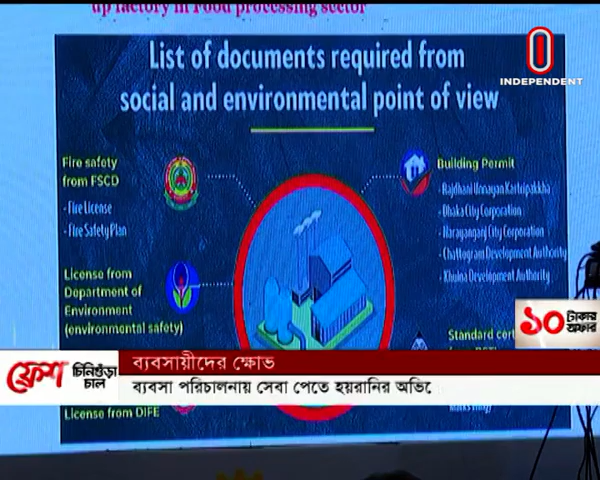 up factory in Food processing sector
List of documents required from
social and environmental point of view
INDEPENDENT
Fire safety
from FSCD
- Fire License
- Fire Safety Plan
Building Permit
- Rajdhani Unnayan Kartripakkha
- Dhaka City Corporation
- Narayanganj City Corporation
- Chattogram Development Authority
- Khulna Development Authority
License from
Department of
Environment
(environmental safety)
Standard cert
১০ টাকার
অফার
ফ্রেশ চিনিগুঁড়া
চাল
ব্যবসায়ীদের ক্ষোভ
ব্যবসা পরিচালনায় সেবা পেতে হয়রানির অভিে
License from DIFE